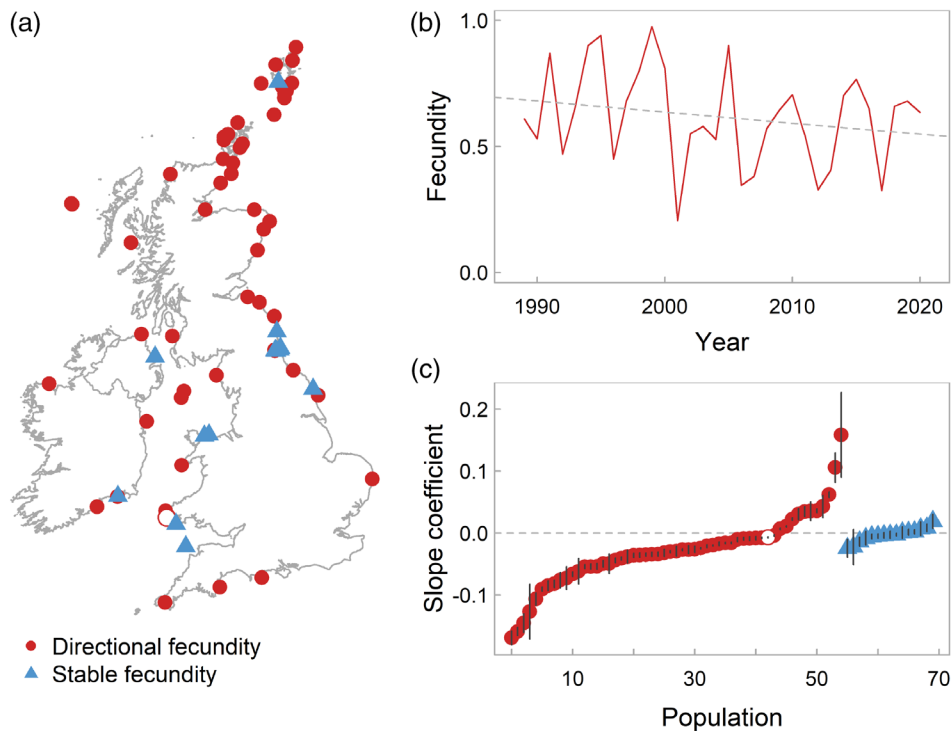 (a)
Directional fecundity
Stable fecundity
(b)
1.0
0.5
0.0
Fecundity
1990
2000
2010
2020
Year
(c)
0.2
0.1
0.0
-0.1
Slope coefficient
10
30
50
70
Population